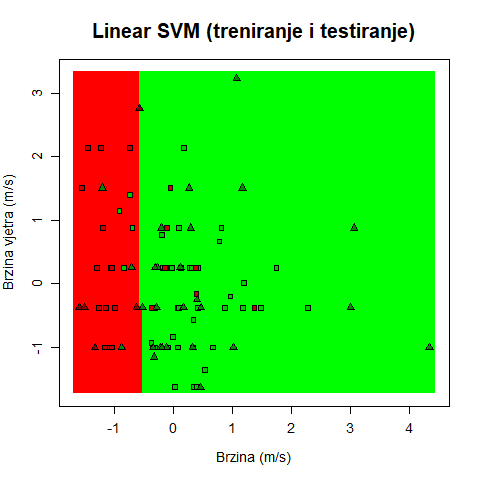 Linear SVM (treniranje i testiranje)
Brzina vjetra (m/s)
3
2
1
0
-1
-1 0 1 2 3 4
Brzina (m/s)